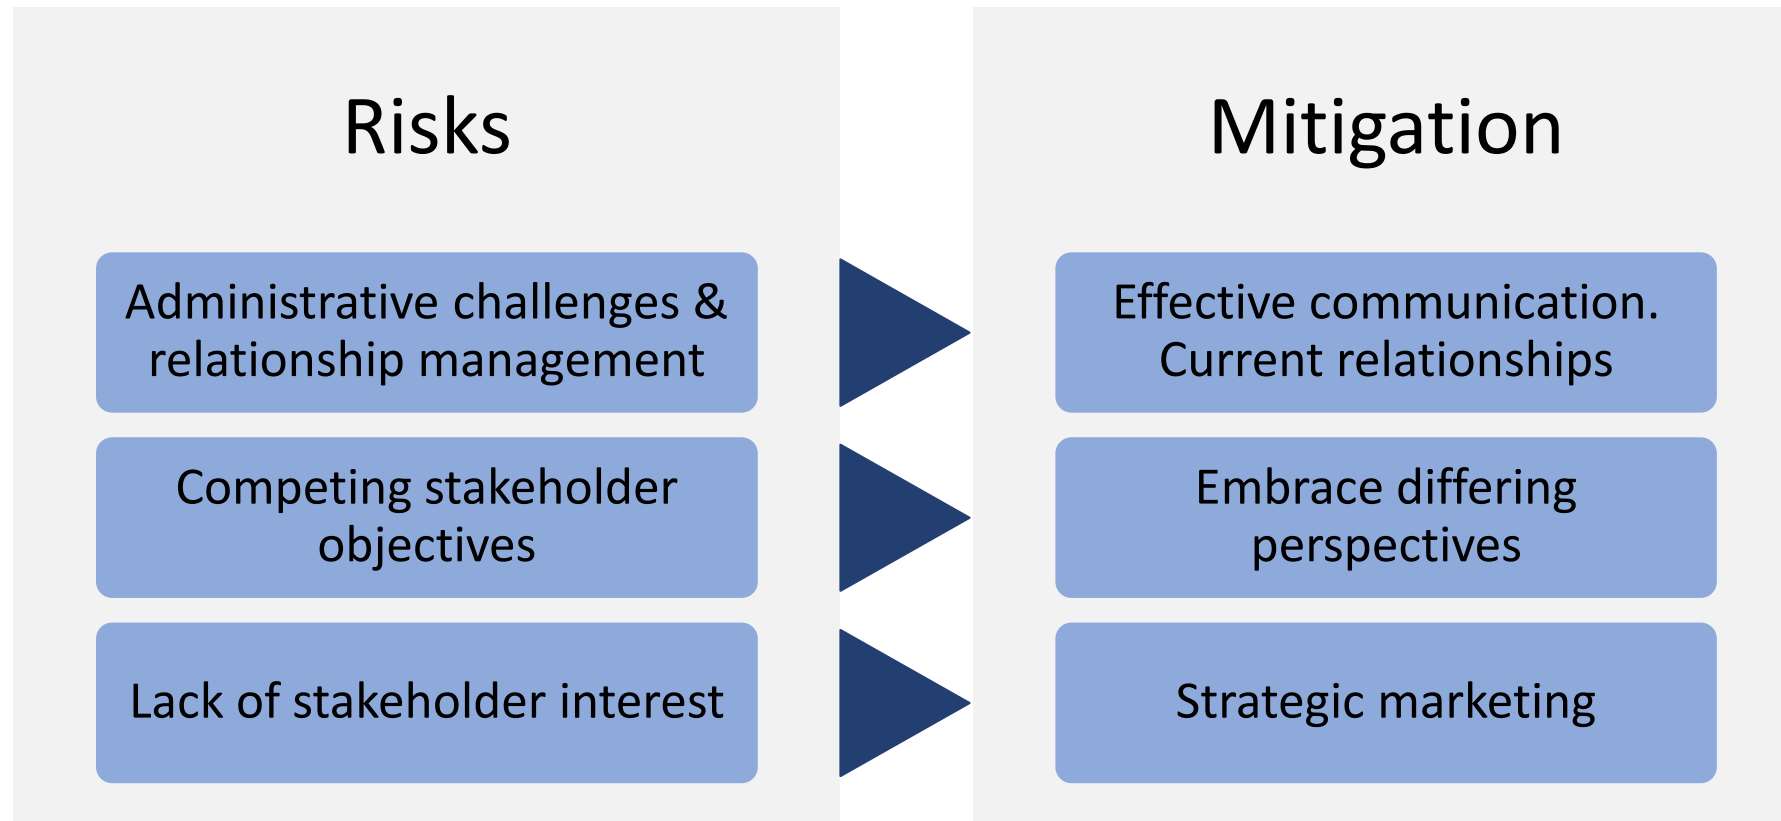 Risks
Administrative challenges &
relationship management
Competing stakeholder
objectives
Lack of stakeholder interest
Mitigation
Effective communication.
Current relationships
Embrace differing
perspectives
Strategic marketing